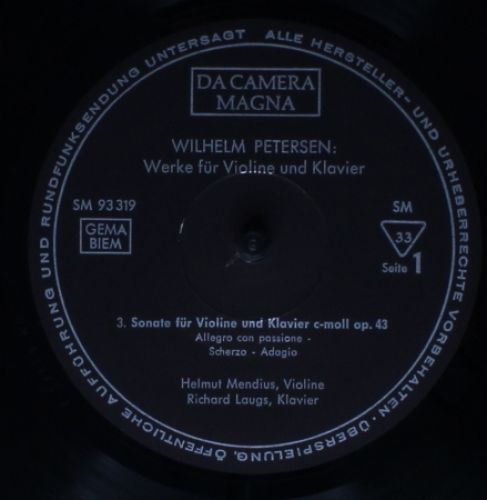 ALLE HERSTELLER- UND URHEBERRECHTE VORBEHALTEN · ÜBERSPIELUNG, ÖFFENTLICHE AUFFÜHRUNG UND RUNDFUNKSENDUNG UNTERSAGT
DA CAMERA
MAGNA
WILHELM PETERSEN:
Werke für Violine und Klavier
SM 93319
SM
GEMA
BIEM
33
Seite 1
3. Sonate für Violine und Klavier c-moll op. 43
Allegro con passione -
Scherzo - Adagio
Helmut Mendius, Violine
Richard Laugs, Klavier